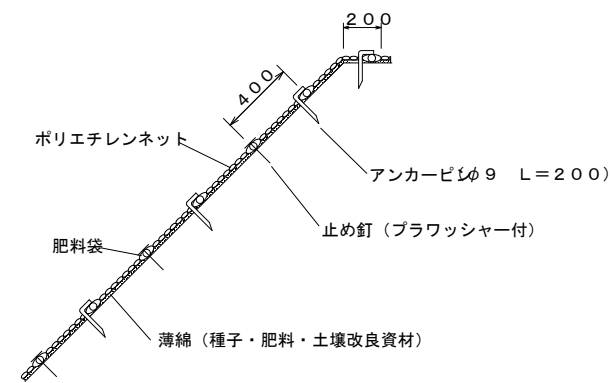 ２００
４００
ポリエチレンネット
アンカーピン（φ９　Ｌ＝２００）
止め釘（プラワッシャー付）
肥料袋
薄綿（種子・肥料・土壌改良資材）